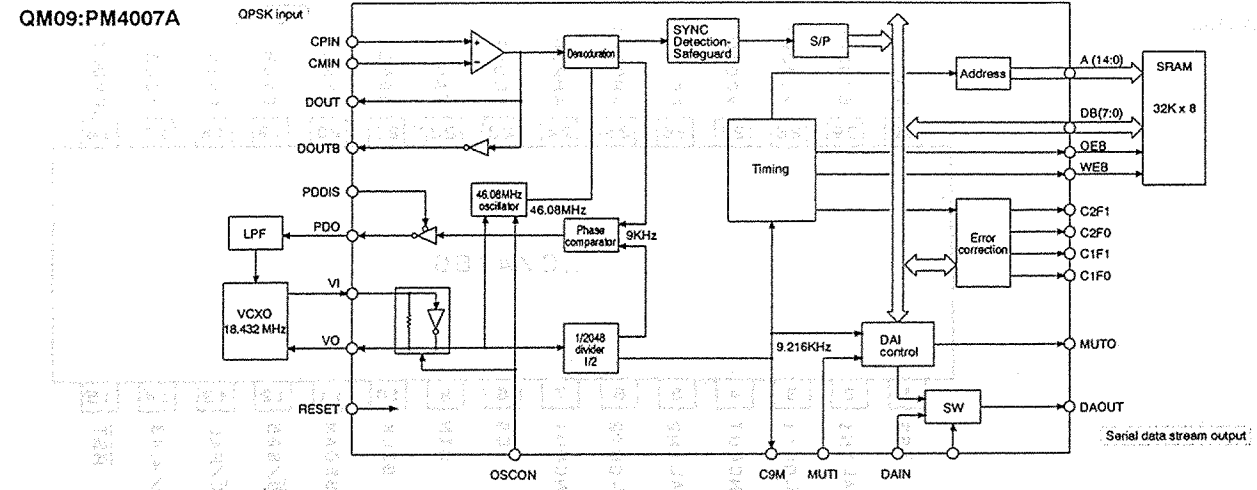 QM09:PM4007A
QPSK input
CPIN
CMIN
DOUT
DOUTB
PDDIS
PDO
VI
VO
RESET
LPF
VCXO
18.432 MHz
+
−
Demoduration
SYNC
Detection-
Safeguard
S/P
46.08MHz
oscillator
46.08MHz
Phase
comparator
9KHz
1/2048
divider
1/2
Timing
Address
A (14:0)
DB(7:0)
OEB
WEB
SRAM
32K x 8
Error
correction
C2F1
C2F0
C1F1
C1F0
9.216KHz
DAI
control
MUTO
SW
DAOUT
Serial data stream output
OSCON
C9M
MUTI
DAIN